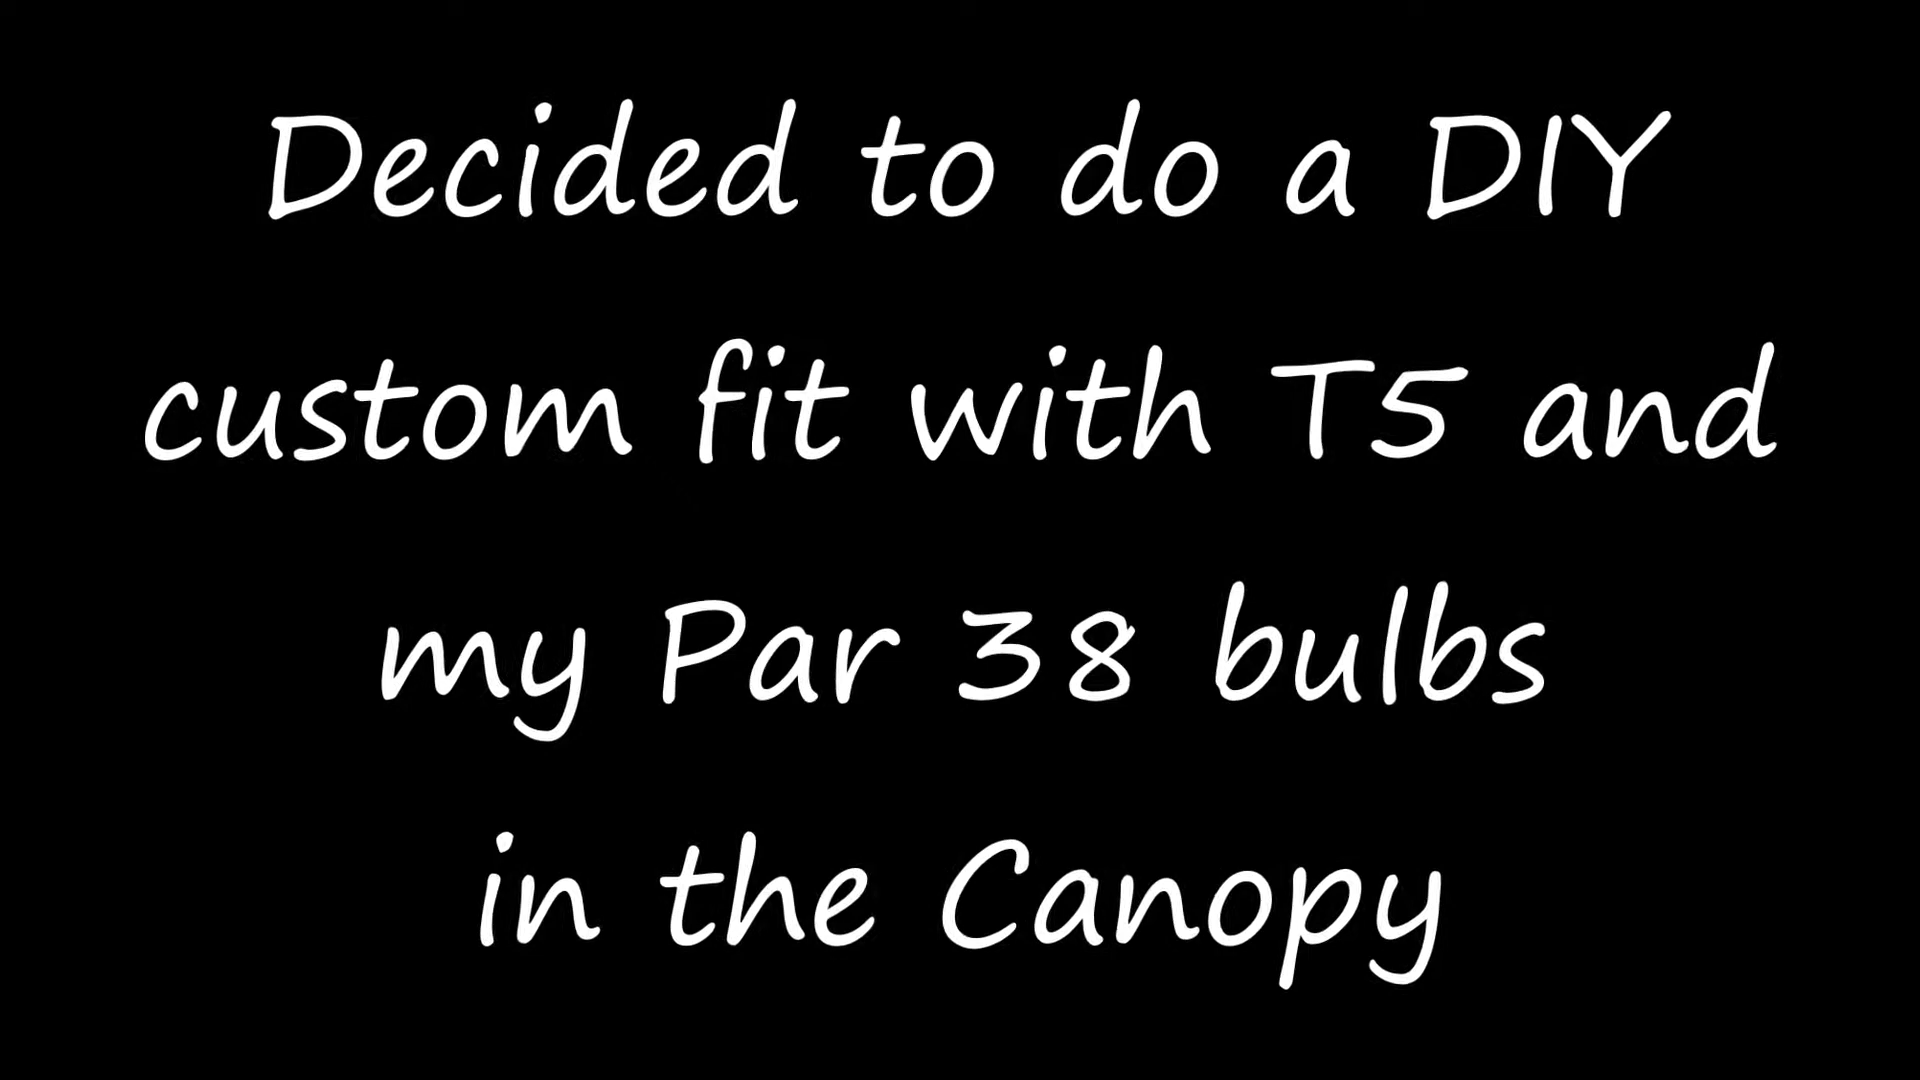 Decided to do a DIY
custom fit with T5 and
my Par 38 bulbs
in the Canopy